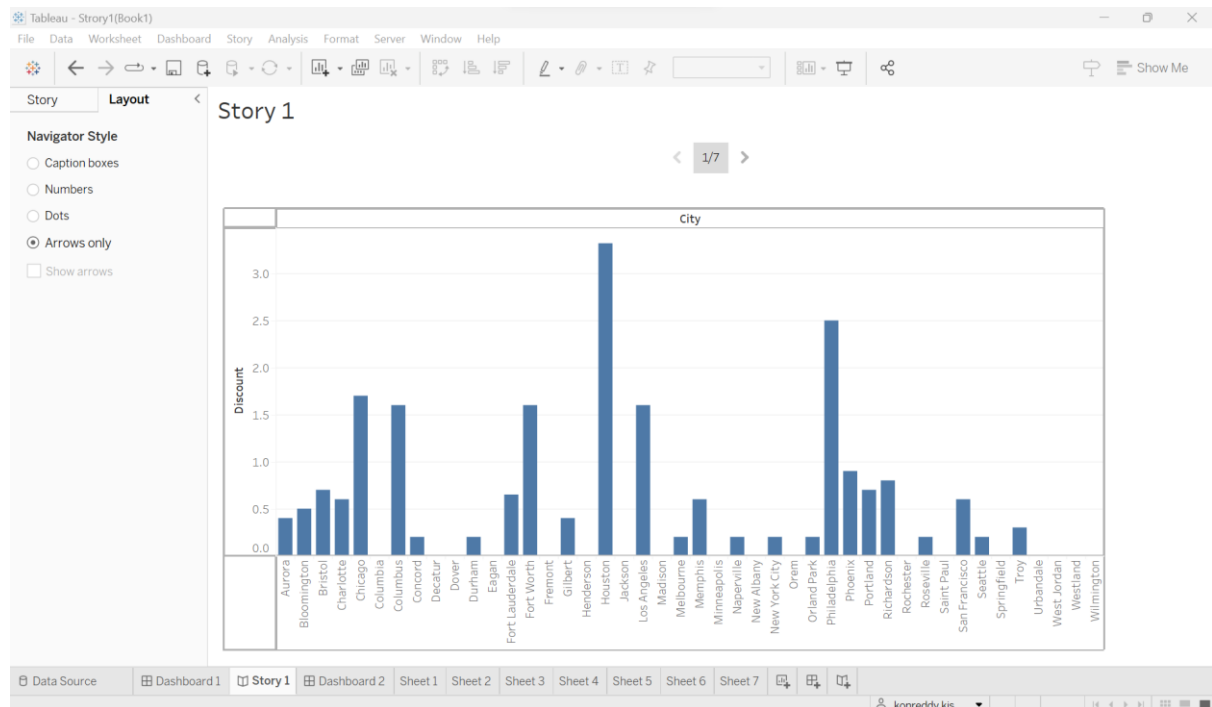 Tableau - Strory1(Book1)
File Data Worksheet Dashboard Story Analysis Format Server Window Help
Show Me
Story Layout
Navigator Style
Caption boxes
Numbers
Dots
Arrows only
Show arrows
Story 1
1/7
City
Discount
3.0
2.5
2.0
1.5
1.0
0.5
0.0
Aurora
Bloomington
Bristol
Charlotte
Chicago
Columbia
Columbus
Concord
Decatur
Dover
Durham
Eagan
Fort Lauderdale
Fort Worth
Fremont
Gilbert
Henderson
Houston
Jackson
Los Angeles
Madison
Melbourne
Memphis
Minneapolis
Naperville
New Albany
New York City
Orem
Orland Park
Philadelphia
Phoenix
Portland
Richardson
Rochester
Roseville
Saint Paul
San Francisco
Seattle
Springfield
Troy
Urbandale
West Jordan
Westland
Wilmington
Data Source Dashboard 1 Story 1 Dashboard 2 Sheet 1 Sheet 2 Sheet 3 Sheet 4 Sheet 5 Sheet 6 Sheet 7
konreddy kis